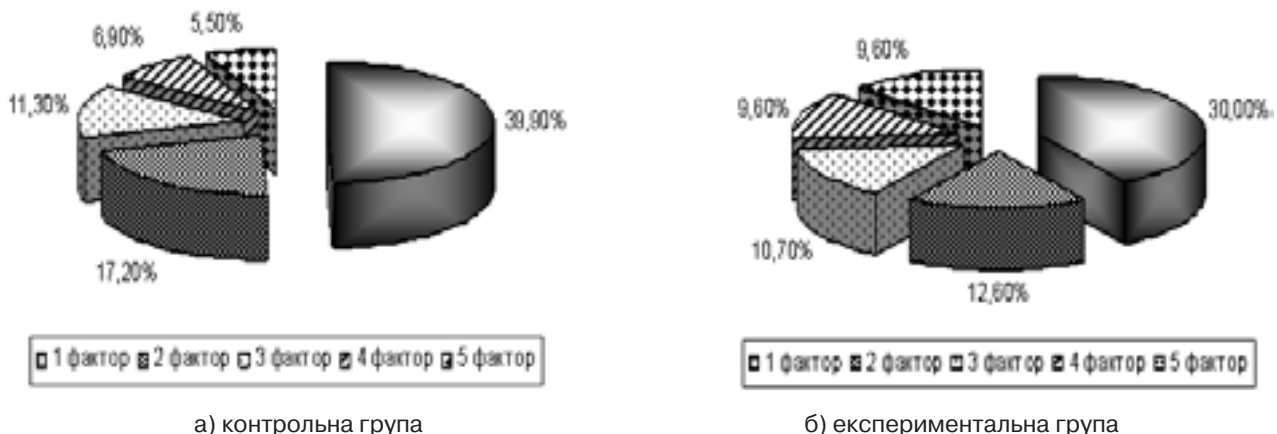 5,50%
6,90%
11,30%
39,90%
17,20%
1 фактор 2 фактор 3 фактор 4 фактор 5 фактор
а) контрольна група
9,60%
9,60%
30,00%
10,70%
12,60%
1 фактор 2 фактор 3 фактор 4 фактор 5 фактор
б) експериментальна група